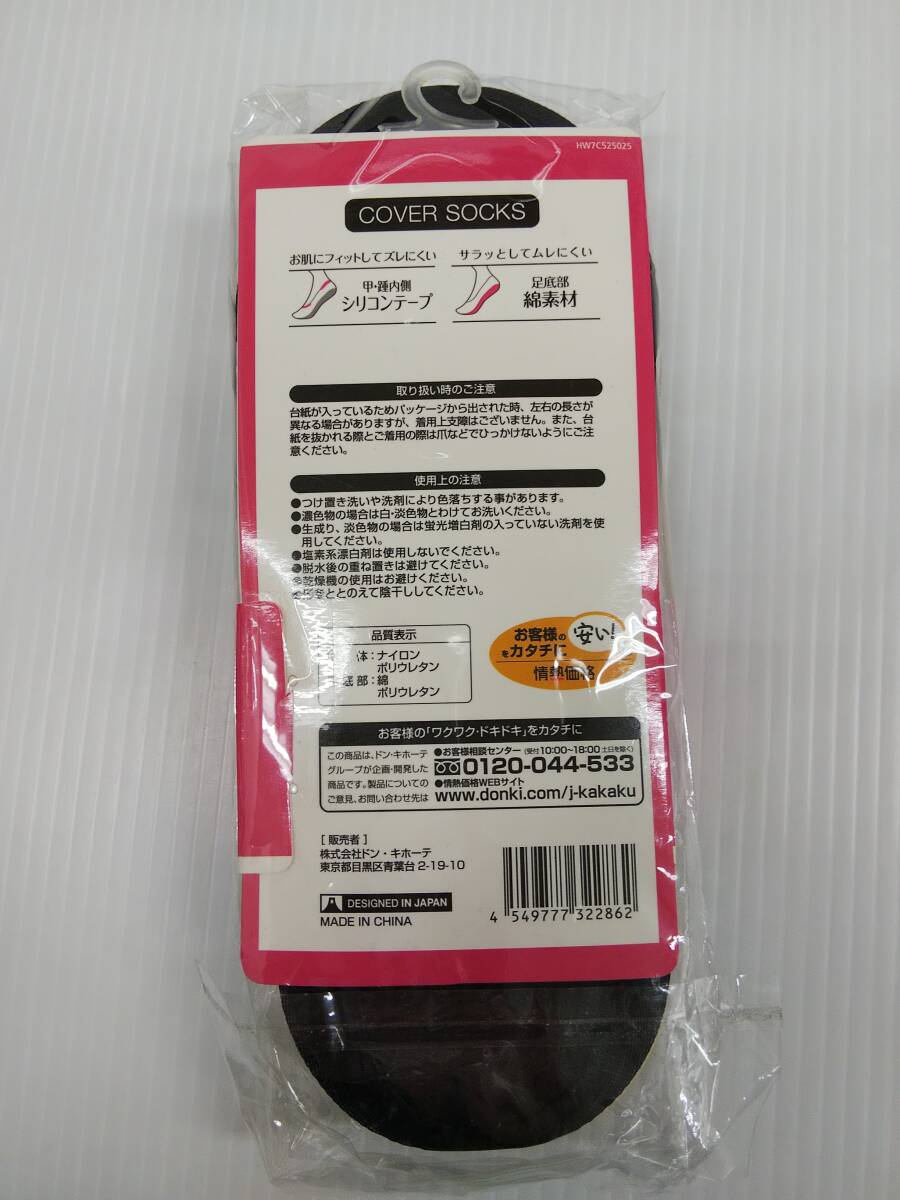 HW7C525025
COVER SOCKS
お肌にフィットしてズレにくい
甲・踵内側
シリコンテープ
サラッとしてムレにくい
足底部
綿素材
取り扱い時のご注意
台紙が入っているためパッケージから出された時、左右の長さが
異なる場合がありますが、着用上支障はございません。また、台
紙を抜かれる際とご着用の際は爪などでひっかけないようにご注
意ください。
使用上の注意
●つけ置き洗いや洗剤により色落ちする事があります。
●濃色物の場合は白・淡色物とわけてお洗いください。
●生成り、淡色物の場合は蛍光増白剤の入っていない洗剤を使
用してください。
●塩素系漂白剤は使用しないでください。
●脱水後の重ね置きは避けてください。
●乾燥機の使用はお避けください。
ととのえて陰干ししてください。
品質表示
体：ナイロン
ポリウレタン
底部：綿
ポリウレタン
お客様の 安い!
をカタチに
情熱価格
お客様の「ワクワク・ドキドキ」をカタチに
この商品は、ドン・キホーテ
グループが企画・開発した
商品です。製品についての
ご意見、お問い合わせ先は
●お客様相談センター（受付10:00~18:00 土日を除く）
0120-044-533
●情熱価格WEBサイト
www.donki.com/j-kakaku
［販売者］
株式会社ドン・キホーテ
東京都目黒区青葉台 2-19-10
DESIGNED IN JAPAN
MADE IN CHINA
4 549777 322862